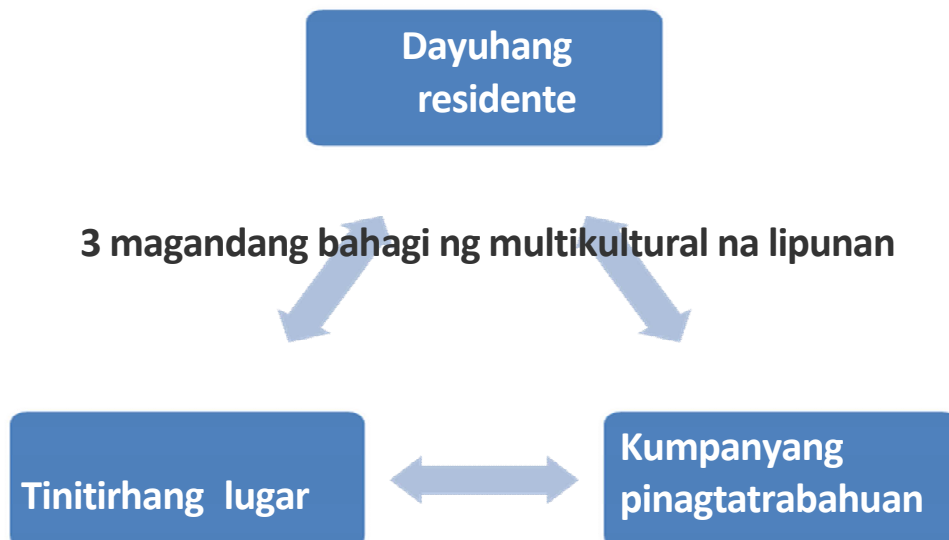 Dayuhang
residente
3 magandang bahagi ng multikultural na lipunan
Tinitirhang lugar
Kumpanyang
pinagtatrabahuan